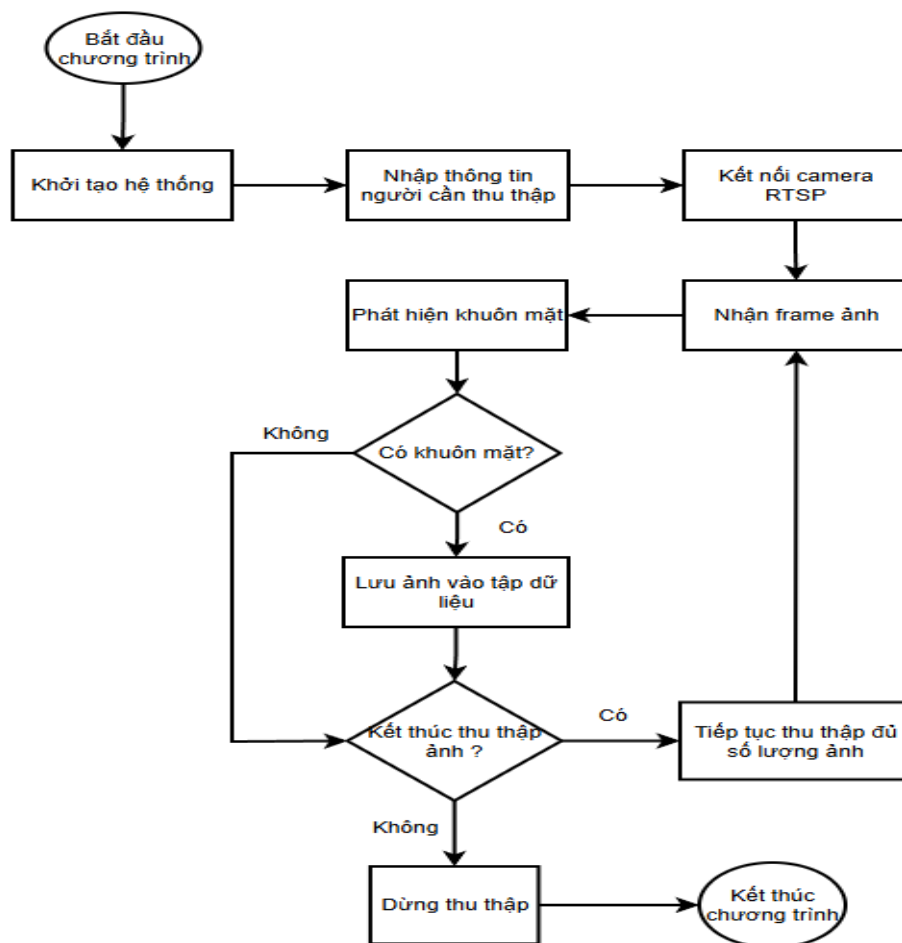 Bắt đầu
chương trình
Khởi tạo hệ thống
Nhập thông tin
người cần thu thập
Kết nối camera
RTSP
Phát hiện khuôn mặt
Nhận frame ảnh
Không
Có khuôn mặt?
Có
Lưu ảnh vào tập dữ
liệu
Kết thúc thu thập
ảnh ?
Có
Tiếp tục thu thập đủ
số lượng ảnh
Không
Dừng thu thập
Kết thúc
chương trình